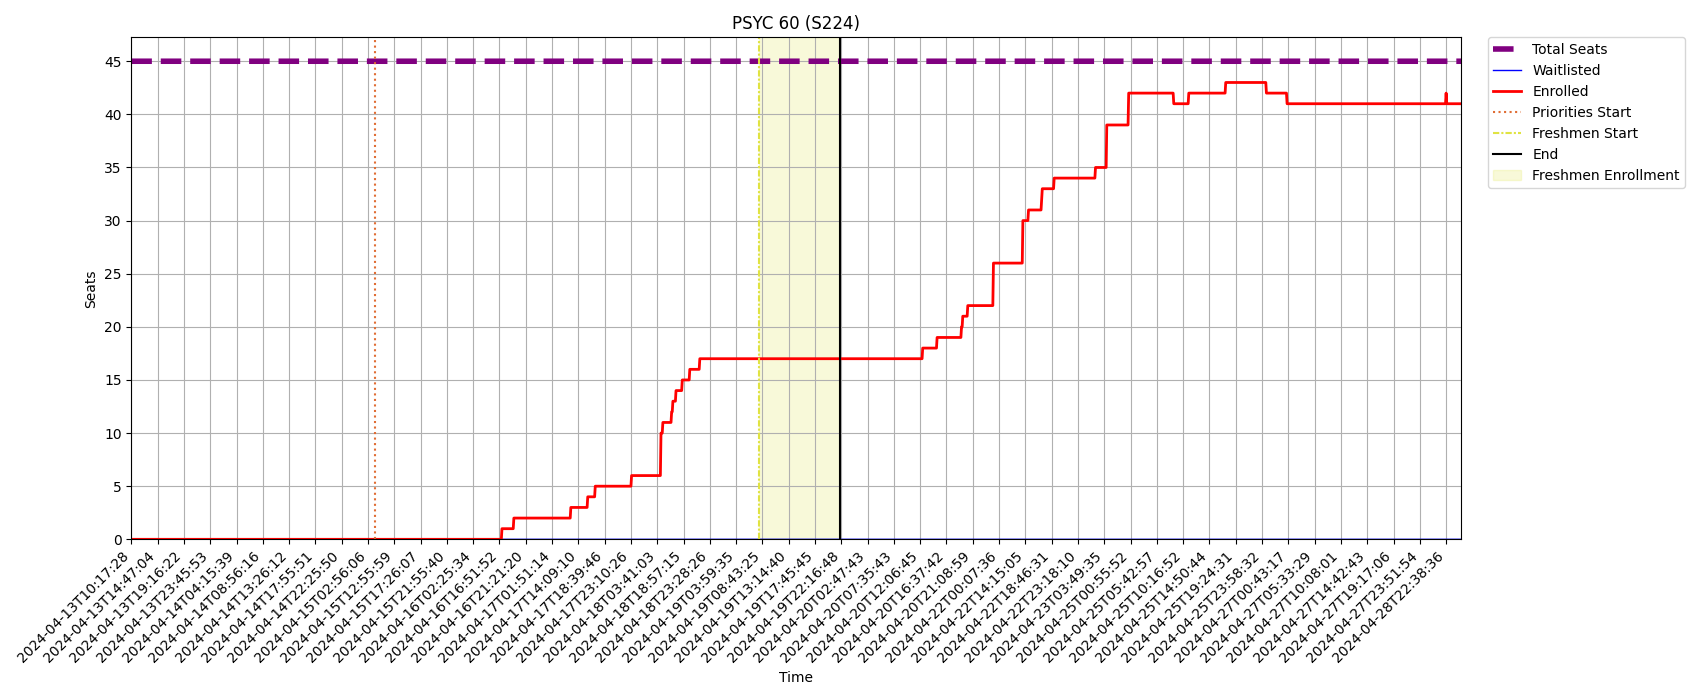 PSYC 60 (S224)
Total Seats
Waitlisted
Enrolled
Priorities Start
Freshmen Start
End
Freshmen Enrollment
Seats
45
40
35
30
25
20
15
10
5
0
2024-04-13T10:17:28
2024-04-13T14:47:04
2024-04-13T19:16:22
2024-04-13T23:45:53
2024-04-14T04:15:39
2024-04-14T08:56:16
2024-04-14T13:26:12
2024-04-14T17:55:51
2024-04-14T22:25:50
2024-04-15T02:56:06
2024-04-15T12:55:59
2024-04-15T17:26:07
2024-04-15T21:55:40
2024-04-16T02:25:34
2024-04-16T16:51:52
2024-04-16T21:21:20
2024-04-17T01:51:14
2024-04-17T14:09:10
2024-04-17T18:39:46
2024-04-17T23:10:26
2024-04-18T03:41:03
2024-04-18T18:57:15
2024-04-18T23:28:26
2024-04-19T03:59:35
2024-04-19T08:43:25
2024-04-19T13:14:40
2024-04-19T17:45:45
2024-04-19T22:16:48
2024-04-20T02:47:43
2024-04-20T07:35:43
2024-04-20T12:06:45
2024-04-20T16:37:42
2024-04-20T21:08:59
2024-04-22T00:07:36
2024-04-22T14:15:05
2024-04-22T18:46:31
2024-04-22T23:18:10
2024-04-23T03:49:35
2024-04-25T00:55:52
2024-04-25T05:42:57
2024-04-25T10:16:52
2024-04-25T14:50:44
2024-04-25T19:24:31
2024-04-25T23:58:32
2024-04-27T00:43:17
2024-04-27T05:33:29
2024-04-27T10:08:01
2024-04-27T14:42:43
2024-04-27T19:17:06
2024-04-27T23:51:54
2024-04-28T22:38:36
Time